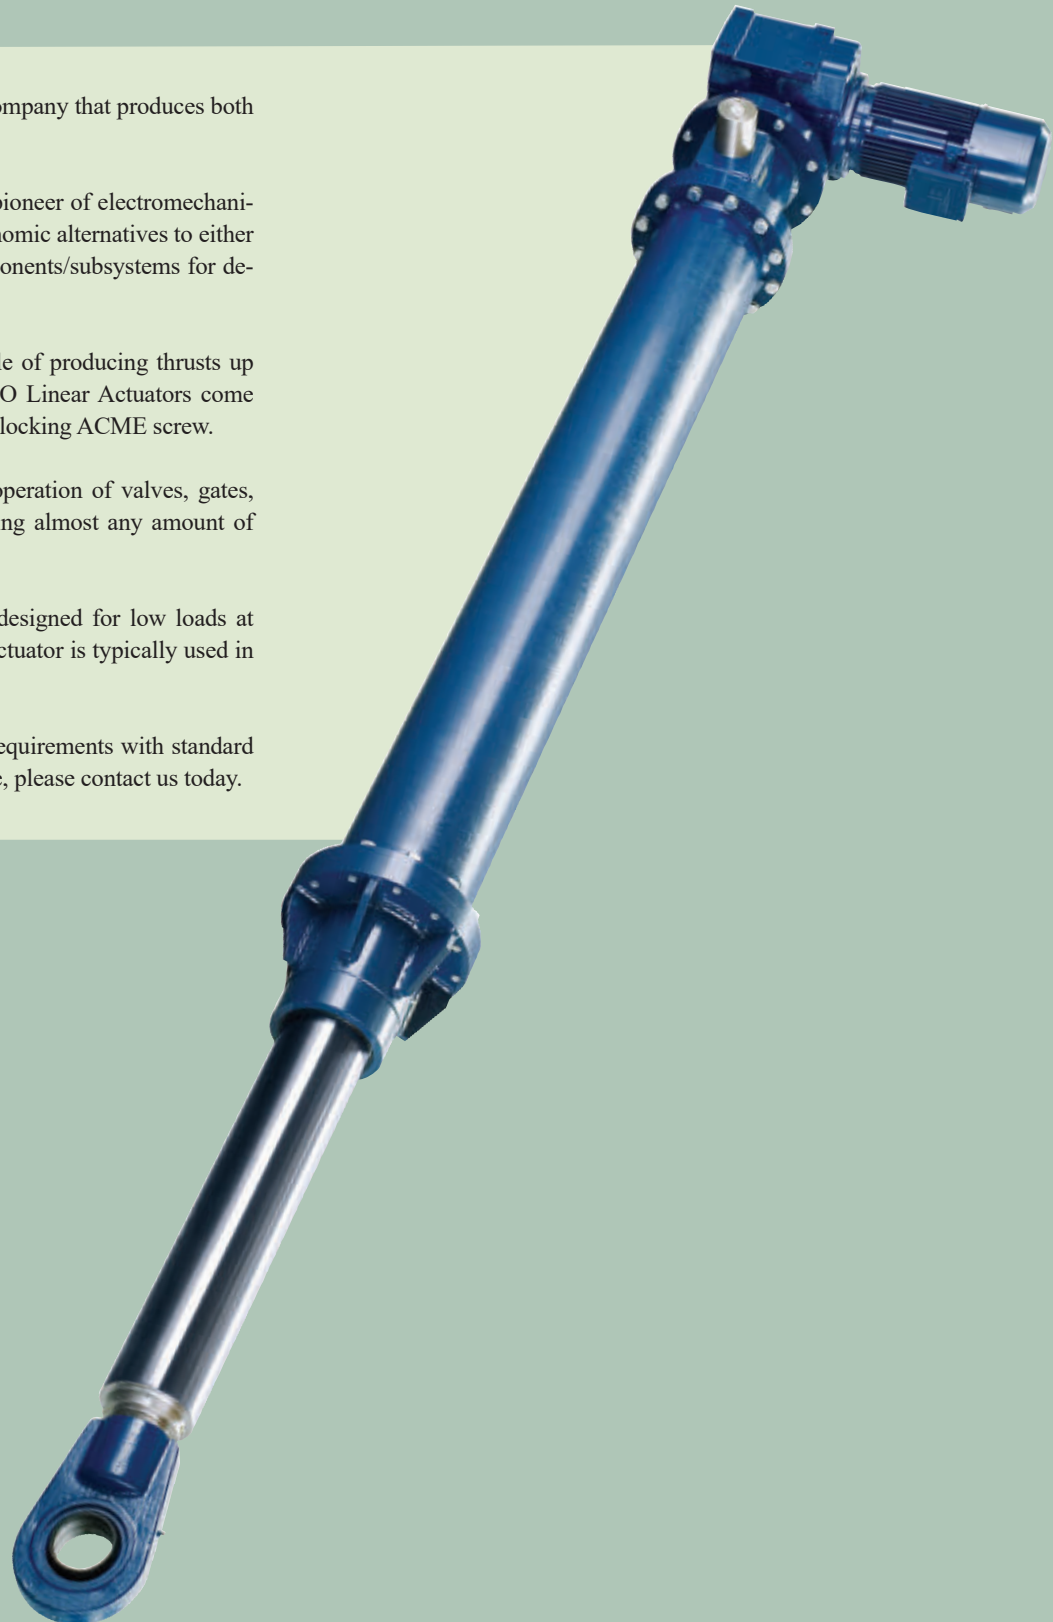 ompany that produces both
pioneer of electromechani-
nomic alternatives to either
onents/subsystems for de-
le of producing thrusts up
O Linear Actuators come
locking ACME screw.
operation of valves, gates,
ing almost any amount of
designed for low loads at
ctuator is typically used in
equirements with standard
e, please contact us today.